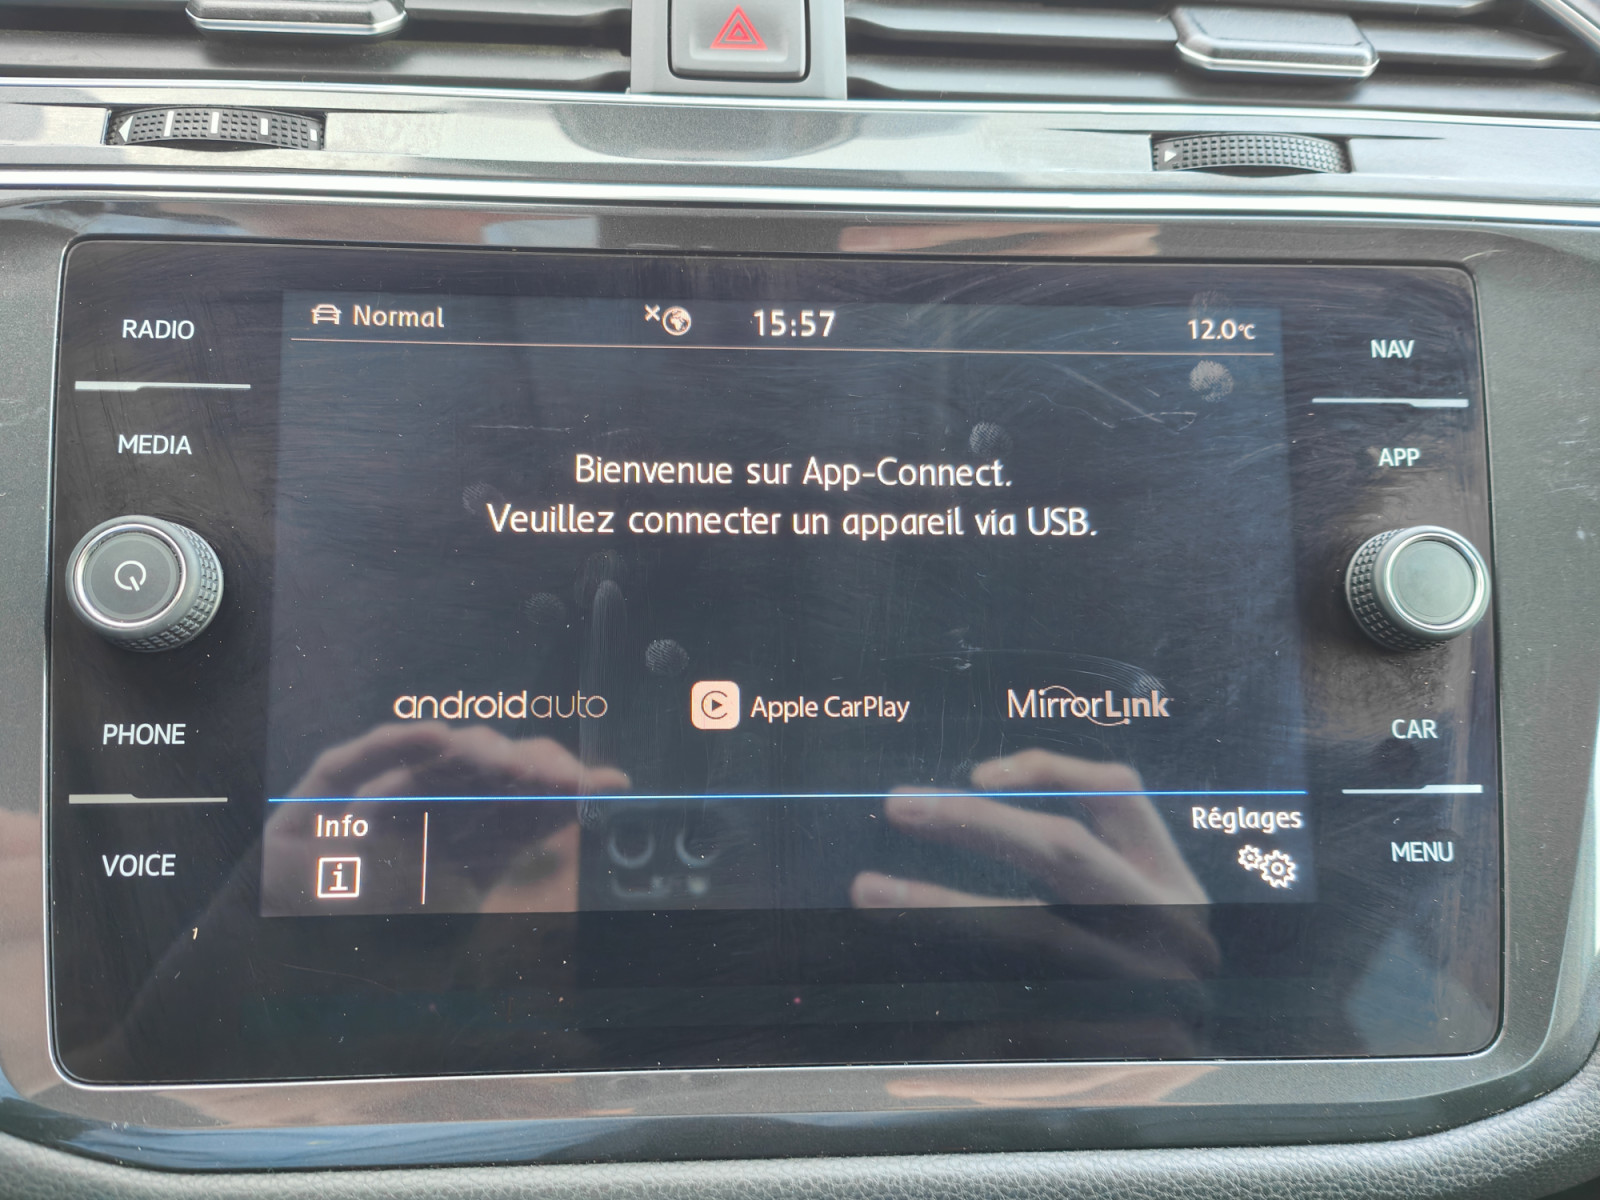 RADIO
MEDIA
PHONE
VOICE
Normal
15:57
12.0°C
Bienvenue sur App-Connect.
Veuillez connecter un appareil via USB.
androidauto
Apple CarPlay
MirrorLink
Info
i
Réglages
NAV
APP
CAR
MENU